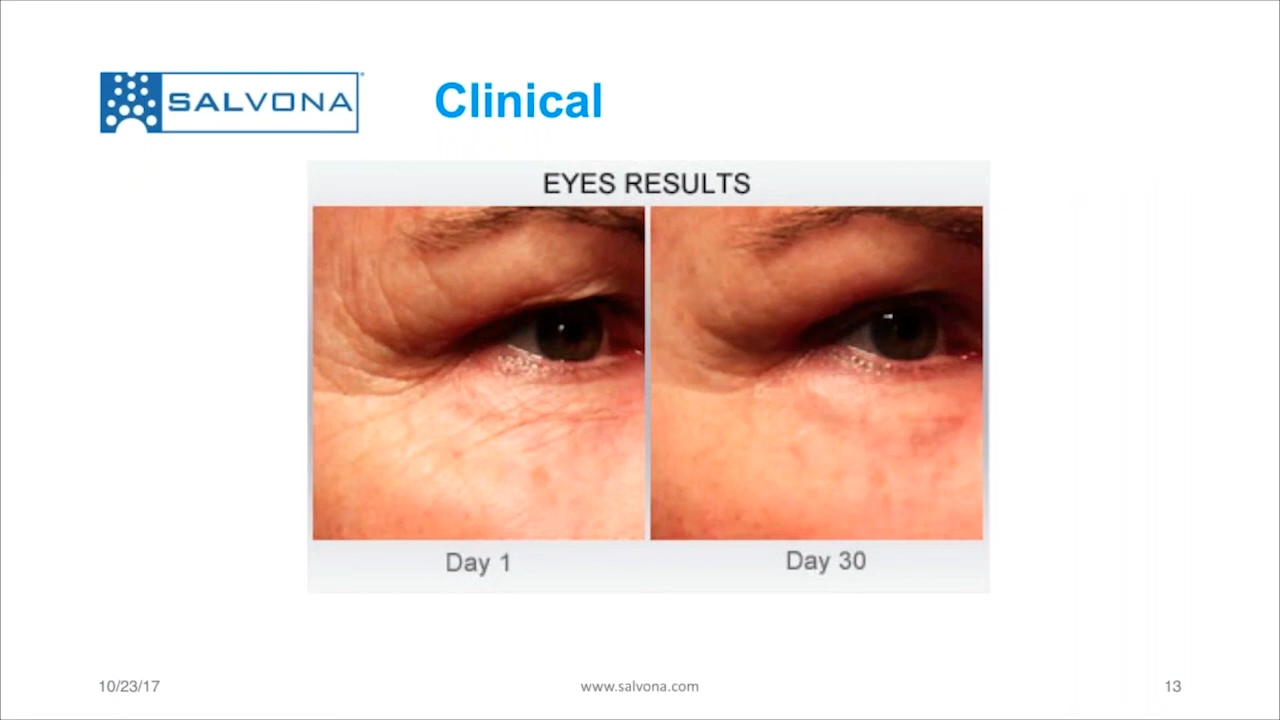 SALVONA
Clinical
EYES RESULTS
Day 1
Day 30
10/23/17
www.salvona.com
13